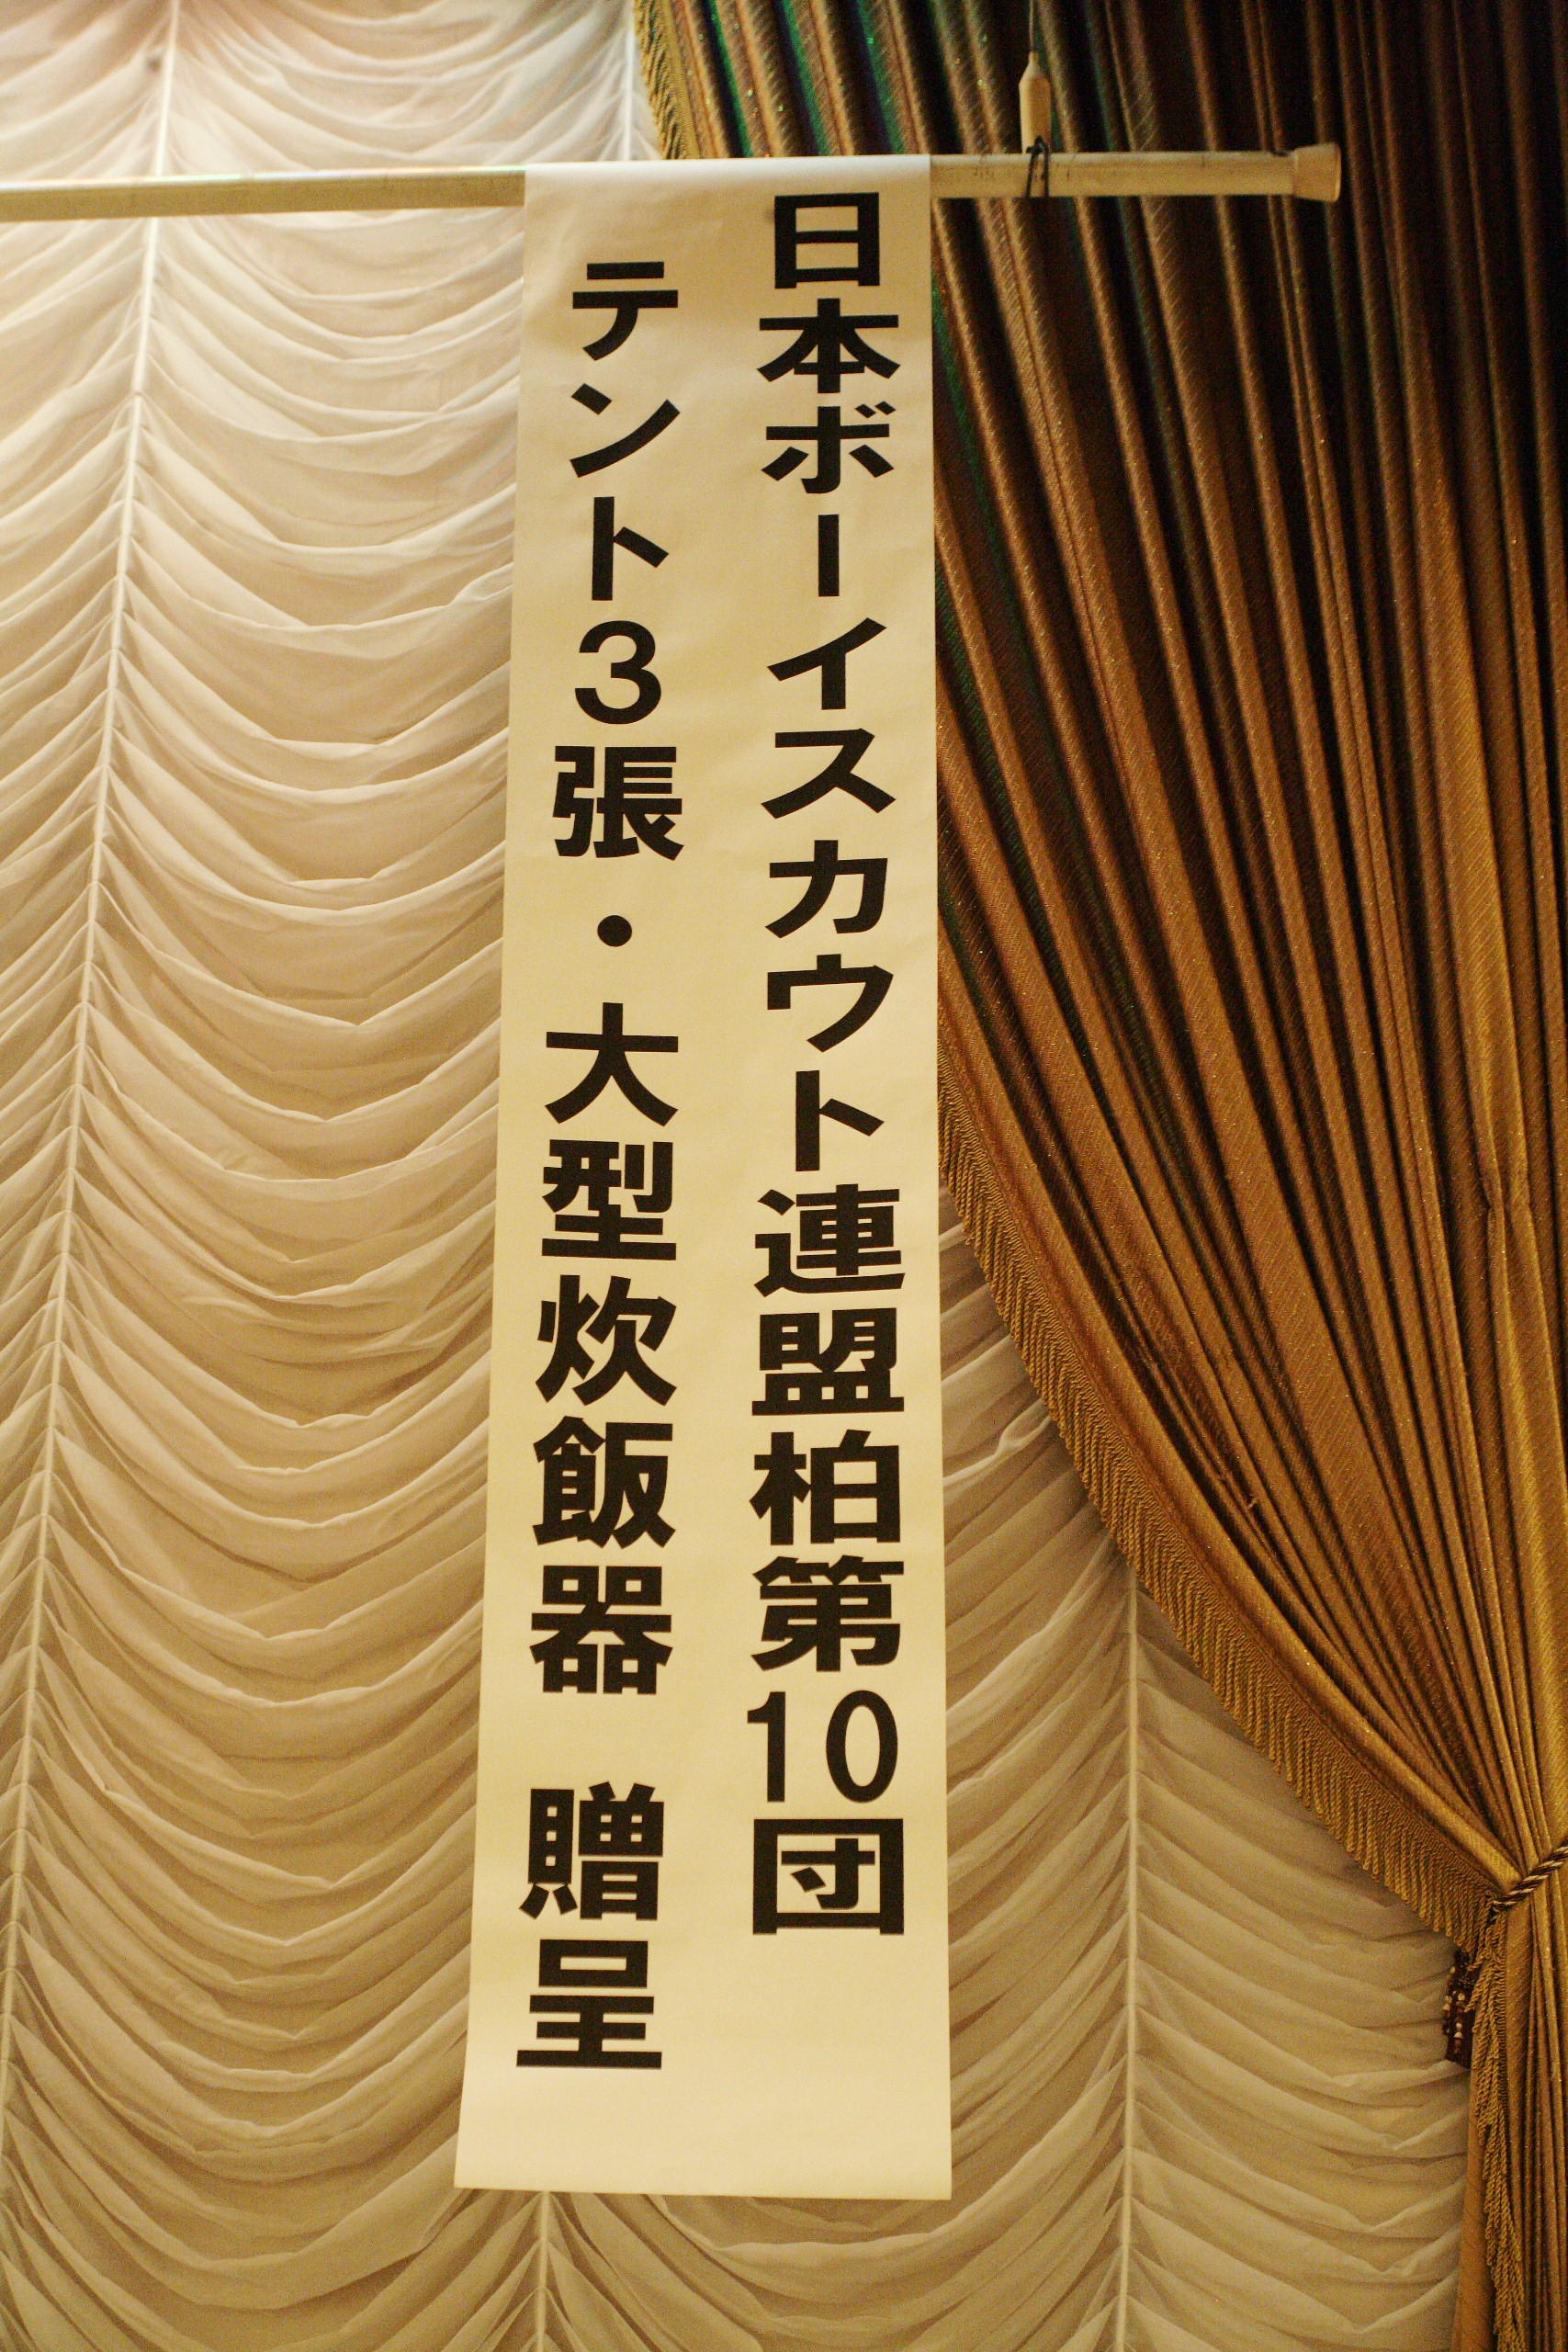 日本ボーイスカウト連盟柏第10団
テント3張・大型炊飯器　贈呈